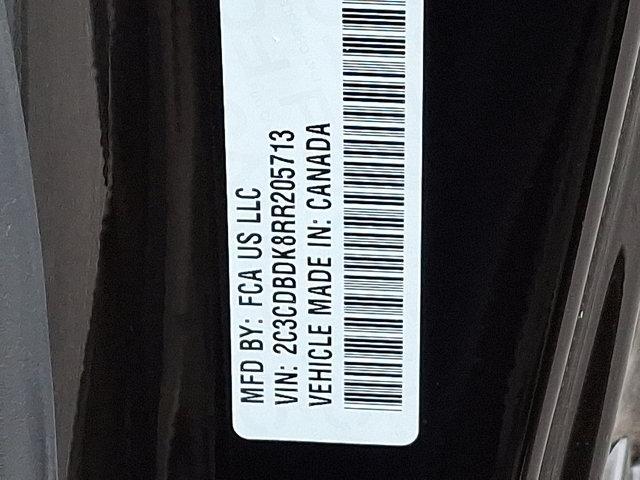 MFD BY: FCA US LLC
VIN: 2C3CDBDK8RR205713
VEHICLE MADE IN: CANADA